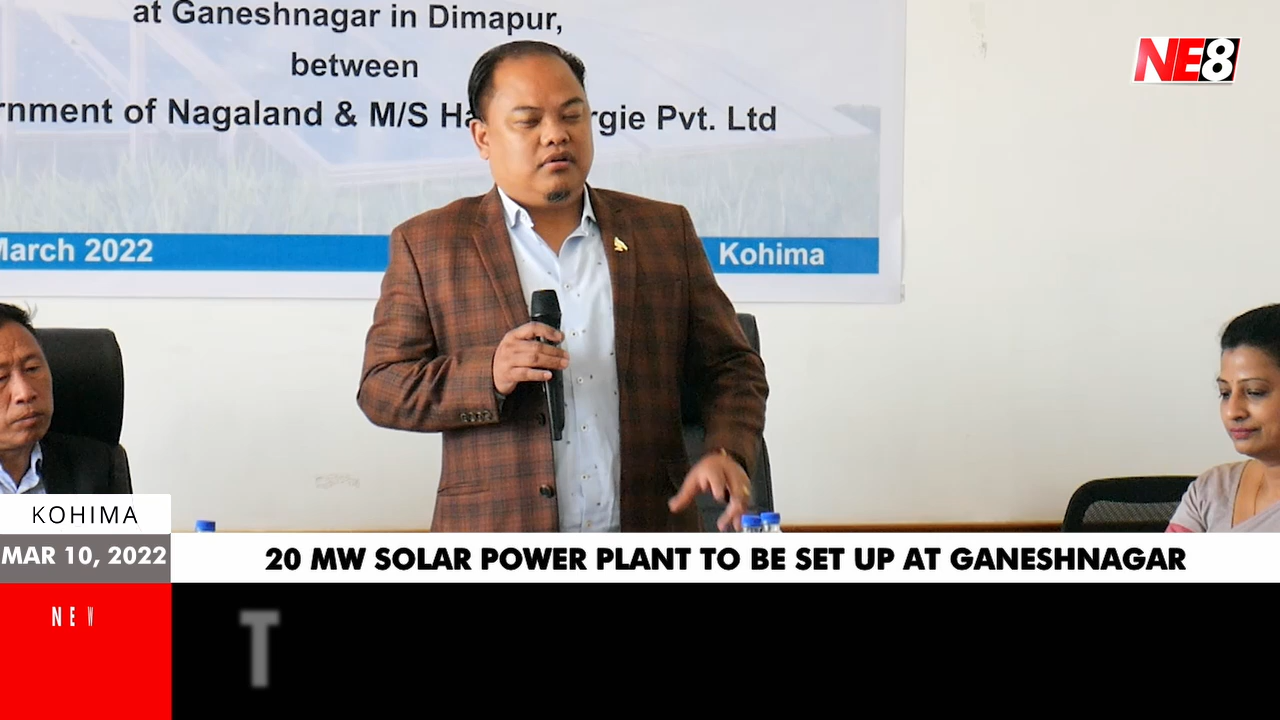 at Ganeshnagar in Dimapur,
NE8
between
rnment of Nagaland & M/S Ha rgie Pvt. Ltd
March 2022
Kohima
KOHIMA
MAR 10, 2022
20 MW SOLAR POWER PLANT TO BE SET UP AT GANESHNAGAR
NEW
T